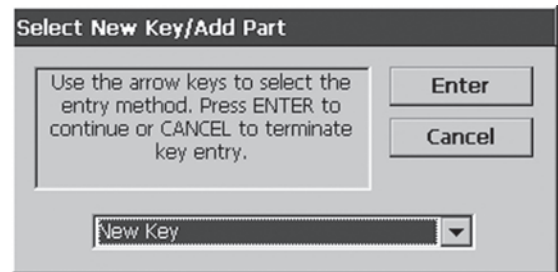 Select New Key/Add Part
Use the arrow keys to select the
entry method. Press ENTER to
continue or CANCEL to terminate
key entry.
Enter
Cancel
New Key